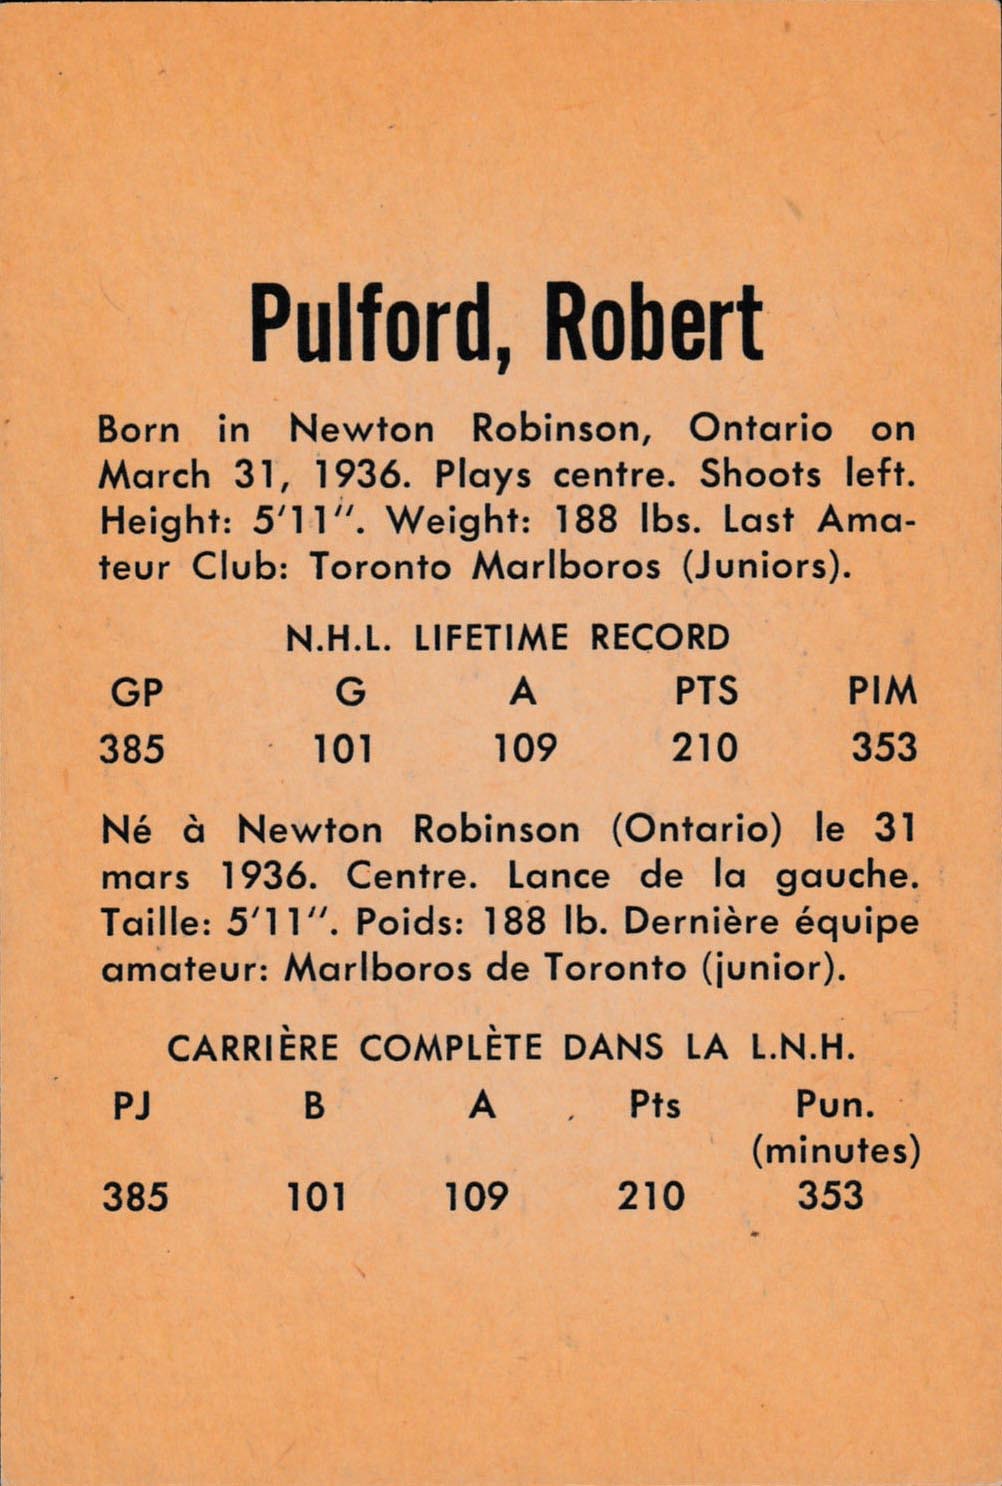 Pulford, Robert
Born in Newton Robinson, Ontario on
March 31, 1936. Plays centre. Shoots left.
Height: 5'11". Weight: 188 lbs. Last Ama-
teur Club: Toronto Marlboros (Juniors).
N.H.L. LIFETIME RECORD
GP G A PTS PIM
385 101 109 210 353
Né à Newton Robinson (Ontario) le 31
mars 1936. Centre. Lance de la gauche.
Taille: 5'11". Poids: 188 lb. Dernière équipe
amateur: Marlboros de Toronto (junior).
CARRIÈRE COMPLÈTE DANS LA L.N.H.
PJ B A Pts Pun.
(minutes)
385 101 109 210 353